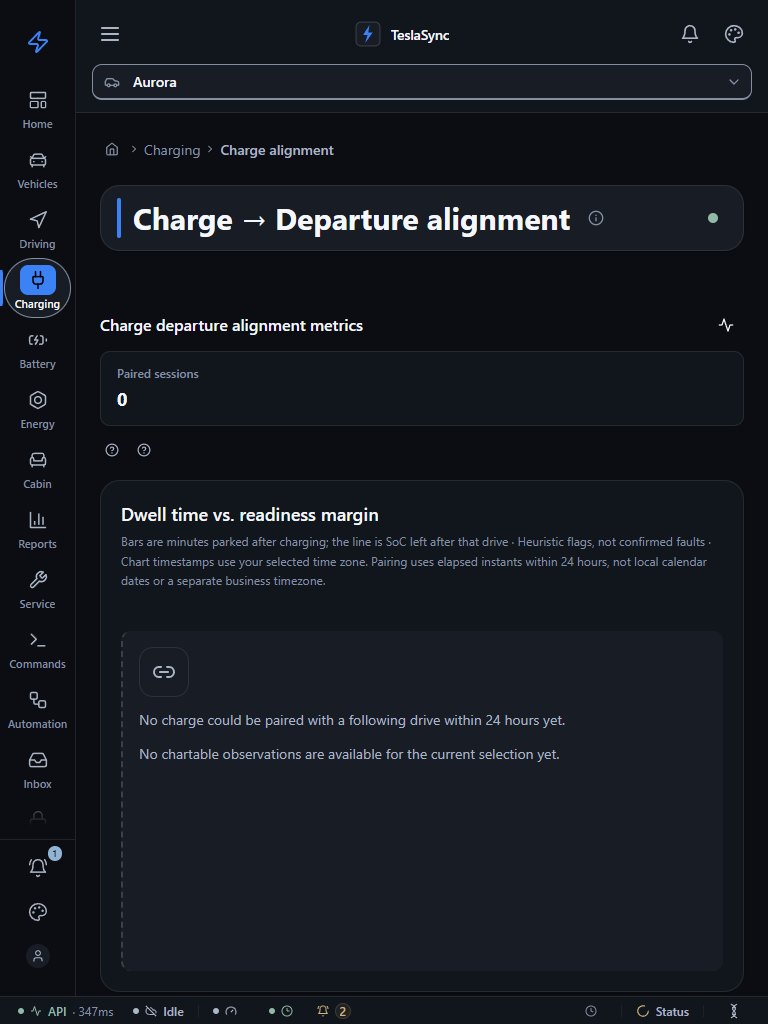 TeslaSync
Aurora
Home
Vehicles
Driving
Charging
Battery
Energy
Cabin
Reports
Service
Commands
Automation
Inbox
1
Charging
Charge alignment
Charge → Departure alignment
Charge departure alignment metrics
Paired sessions
0
Dwell time vs. readiness margin
Bars are minutes parked after charging; the line is SoC left after that drive · Heuristic flags, not confirmed faults ·
Chart timestamps use your selected time zone. Pairing uses elapsed instants within 24 hours, not local calendar
dates or a separate business timezone.
No charge could be paired with a following drive within 24 hours yet.
No chartable observations are available for the current selection yet.
API · 347ms
Idle
2
Status